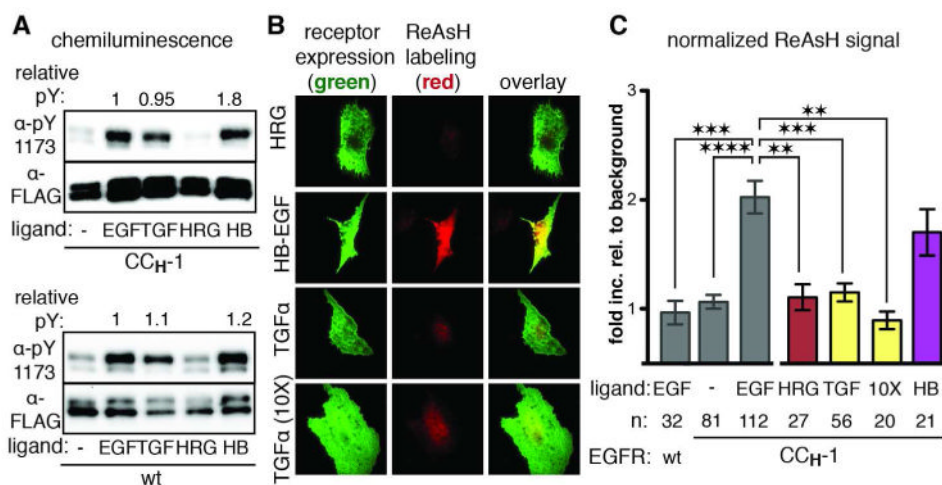 A
chemiluminescence
relative
pY: 1 0.95 1.8
α-pY
1173
α-
FLAG
ligand: - EGF TGF HRG HB
CCH-1
relative
pY: 1 1.1 1.2
α-pY
1173
α-
FLAG
ligand: - EGF TGF HRG HB
wt
B
receptor ReAsH
expression labeling
(green) (red) overlay
HRG
HB-EGF
TGFα
TGFα (10X)
C
normalized ReAsH signal
fold inc. rel. to background
3
2
1
✶✶
✶✶✶ ✶✶✶
✶✶✶✶ ✶✶
ligand: EGF - EGF HRG TGF 10X HB
n: 32 81 112 27 56 20 21
EGFR: wt CCH-1